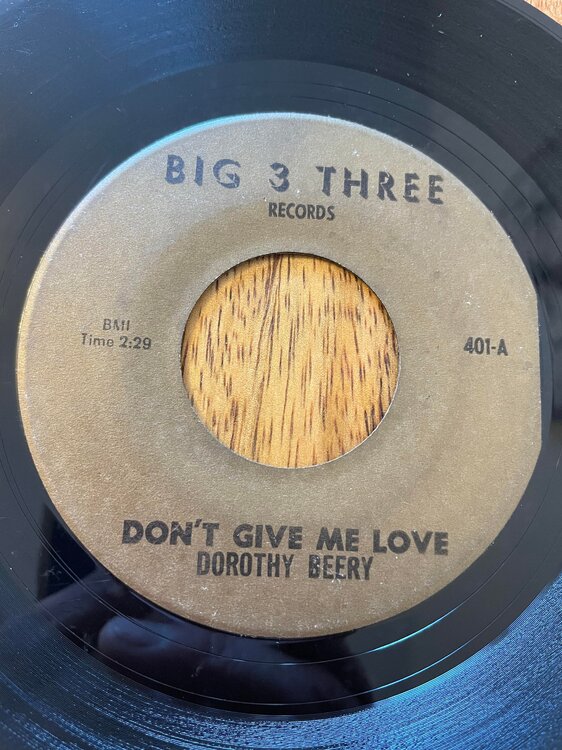 BIG 3 THREE
RECORDS
BMI
Time 2:29
401-A
DON'T GIVE ME LOVE
DOROTHY BEERY